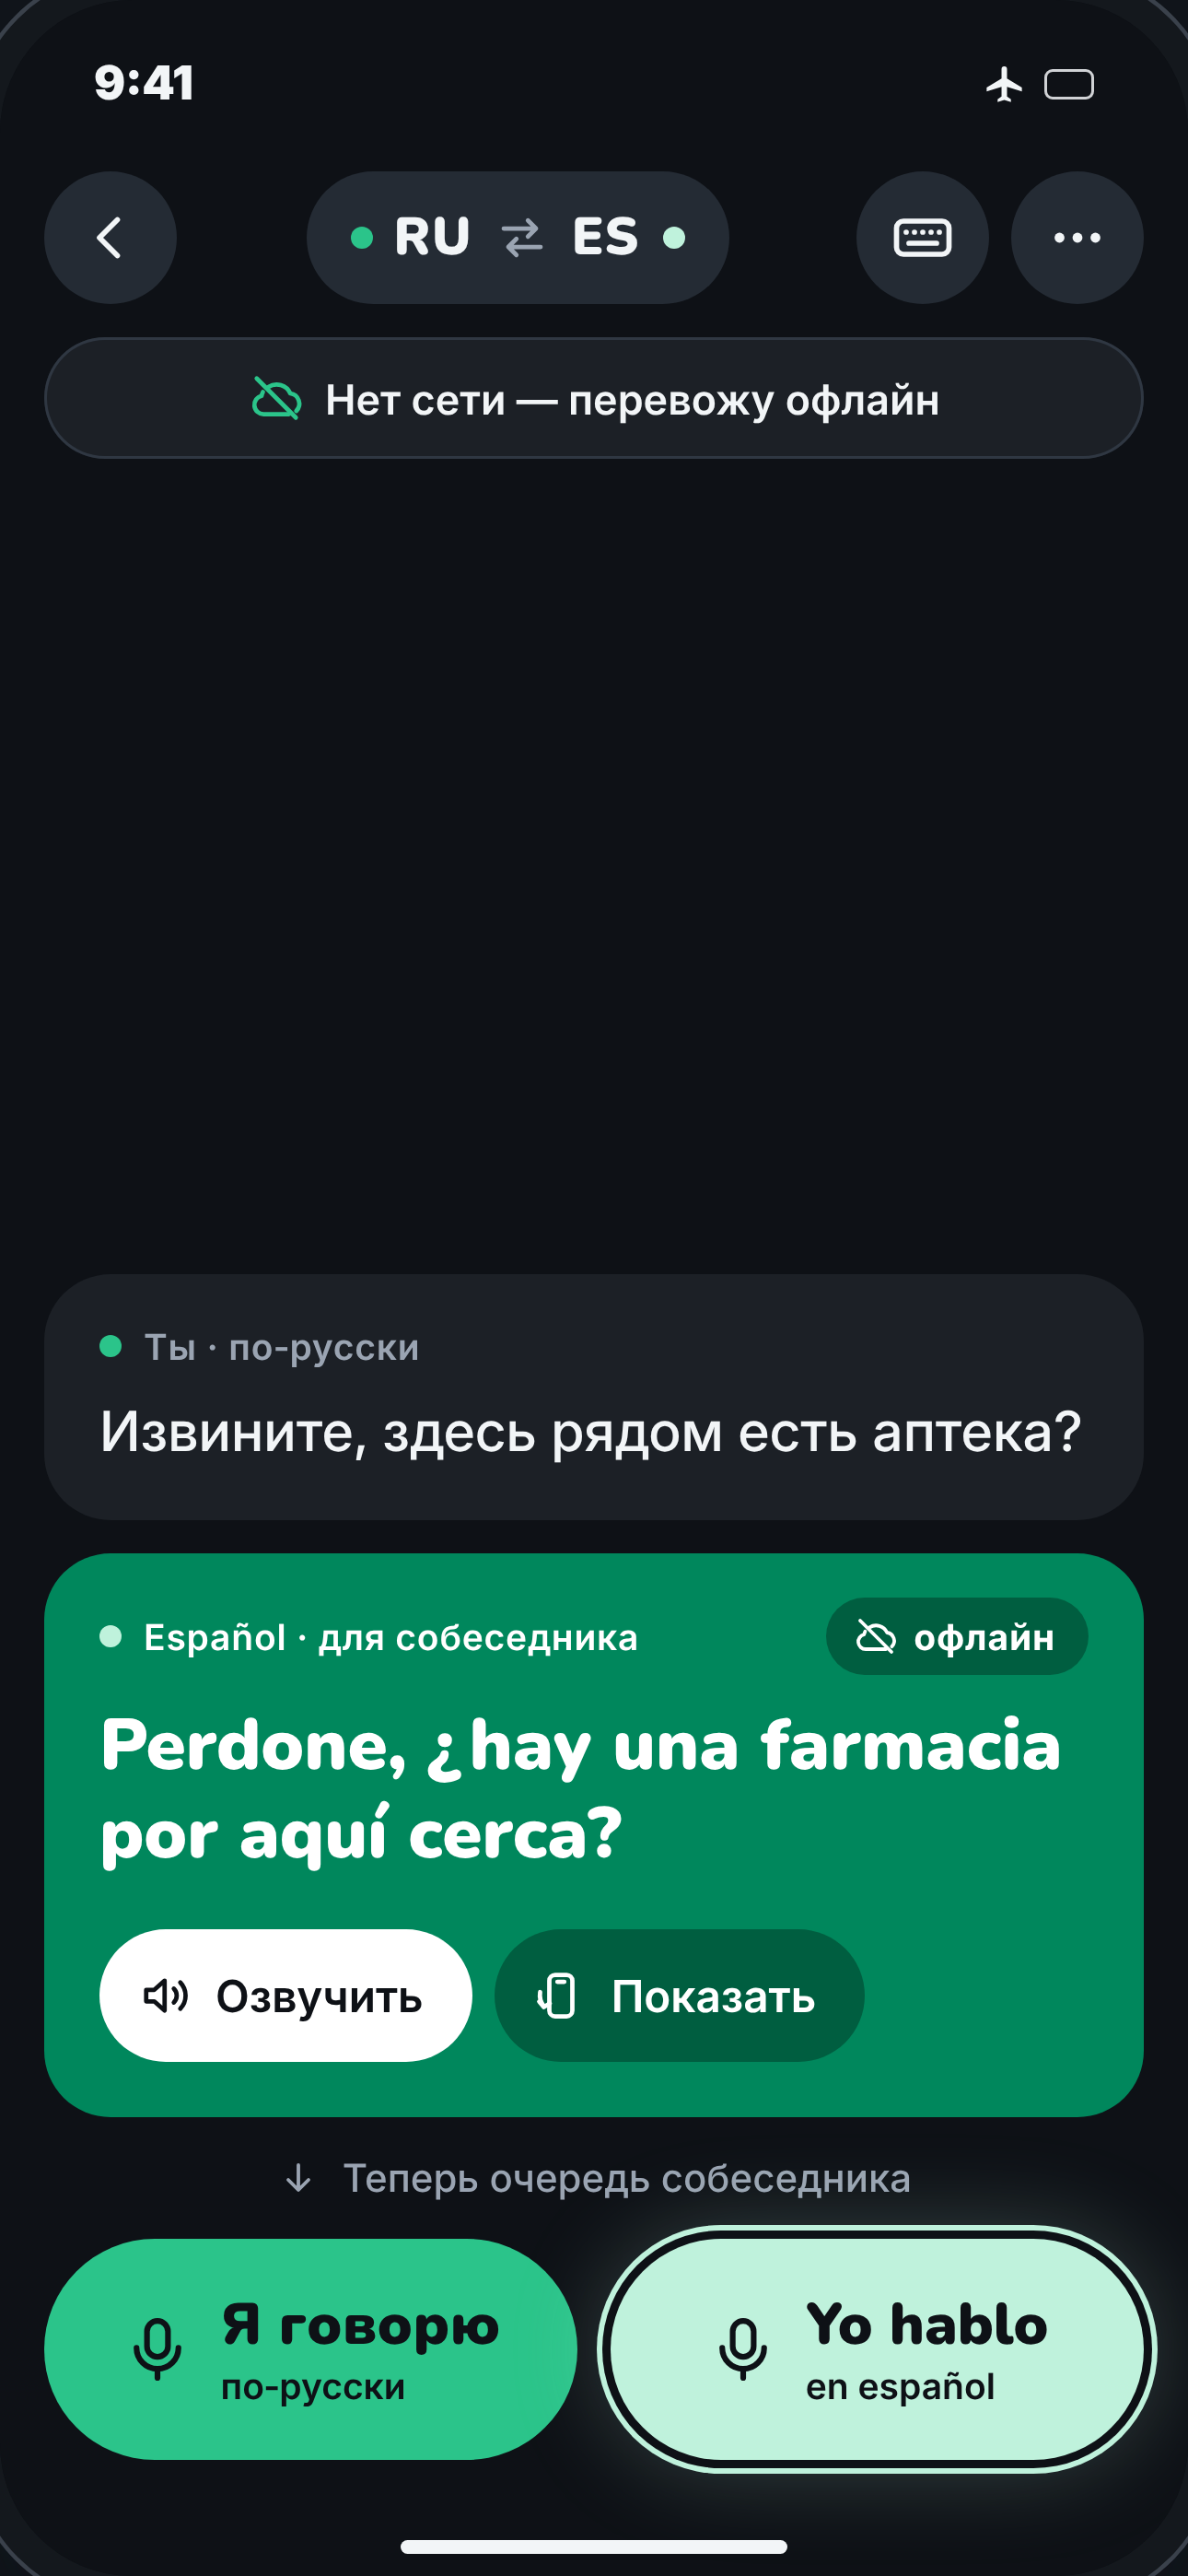 9:41
RU ES
Нет сети — перевожу офлайн
Ты · по-русски
Извините, здесь рядом есть аптека?
Español · для собеседника
офлайн
Perdone, ¿hay una farmacia
por aquí cerca?
Озвучить
Показать
Теперь очередь собеседника
Я говорю
по-русски
Yo hablo
en español